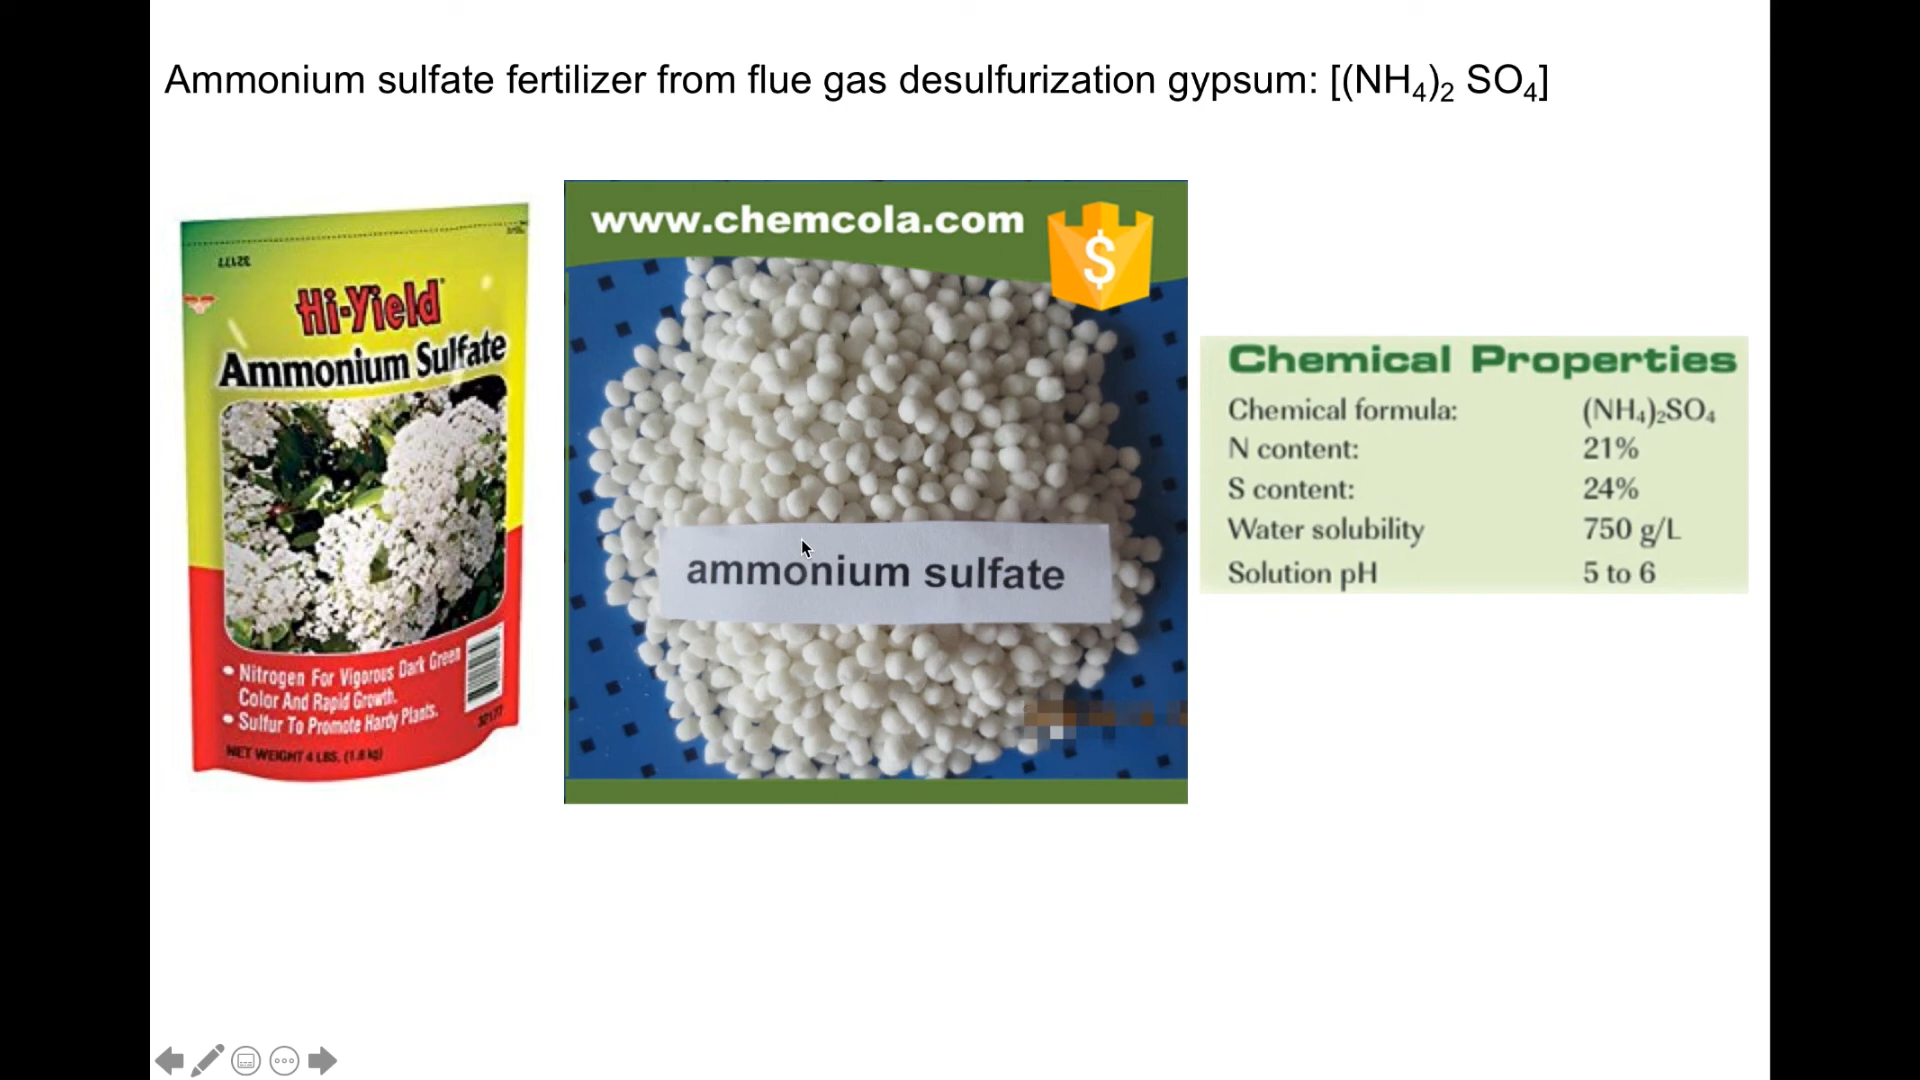 Ammonium sulfate fertilizer from flue gas desulfurization gypsum: [(NH₄)₂ SO₄]
32177
Hi-Yield
Ammonium Sulfate
• Nitrogen For Vigorous Dark Green
Color And Rapid Growth.
• Sulfur To Promote Hardy Plants.
32177
NET WEIGHT 4 LBS. (1.8 kg)
www.chemcola.com
$
ammonium sulfate
Chemical Properties
Chemical formula: (NH₄)₂SO₄
N content: 21%
S content: 24%
Water solubility 750 g/L
Solution pH 5 to 6